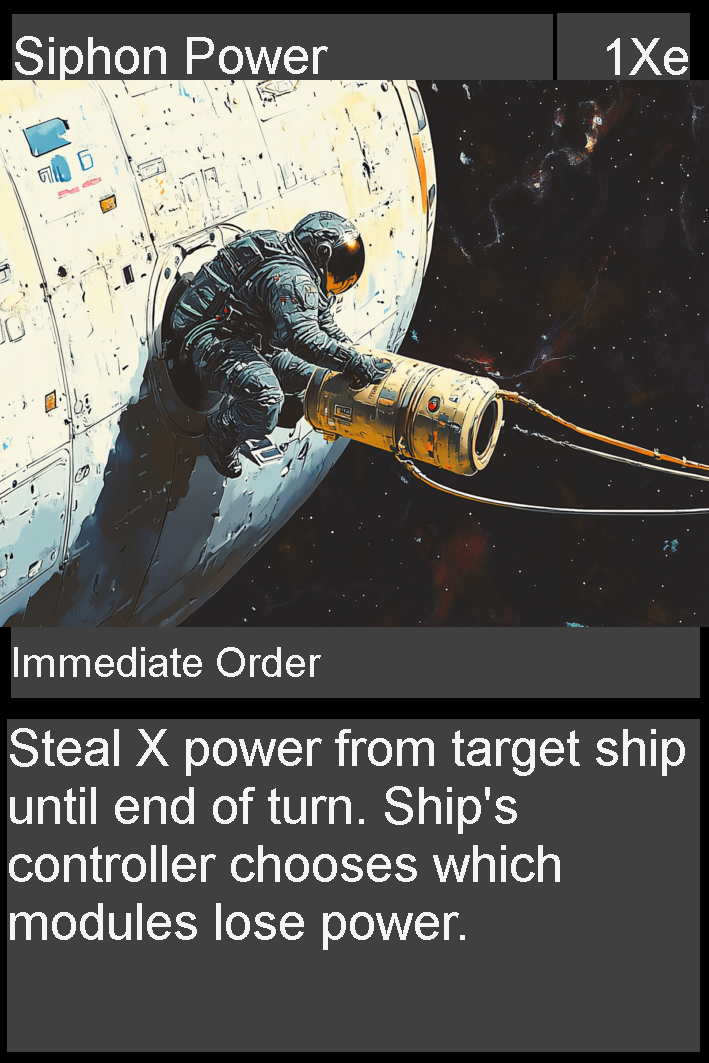 Siphon Power 1Xe
Immediate Order
Steal X power from target ship
until end of turn. Ship's
controller chooses which
modules lose power.